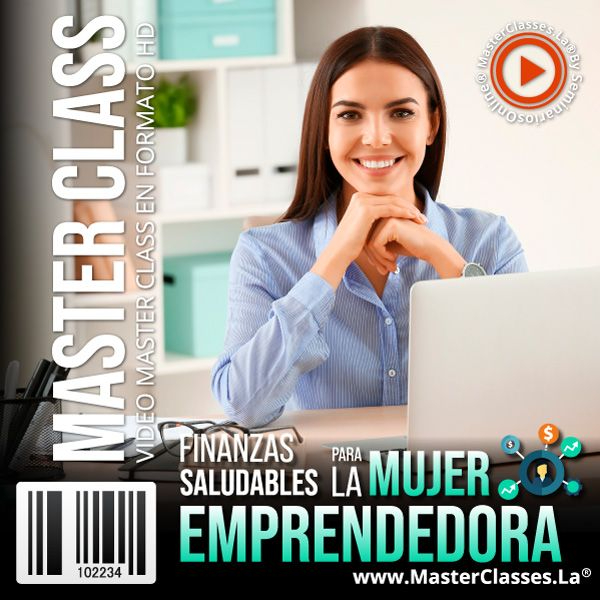 MASTER CLASS
VIDEO MASTER CLASS EN FORMATO HD
MasterClasses.La®By SeminariosOnline®
FINANZAS
SALUDABLES
PARA
LA MUJER
EMPRENDEDORA
$
$
102234
www.MasterClasses.La®